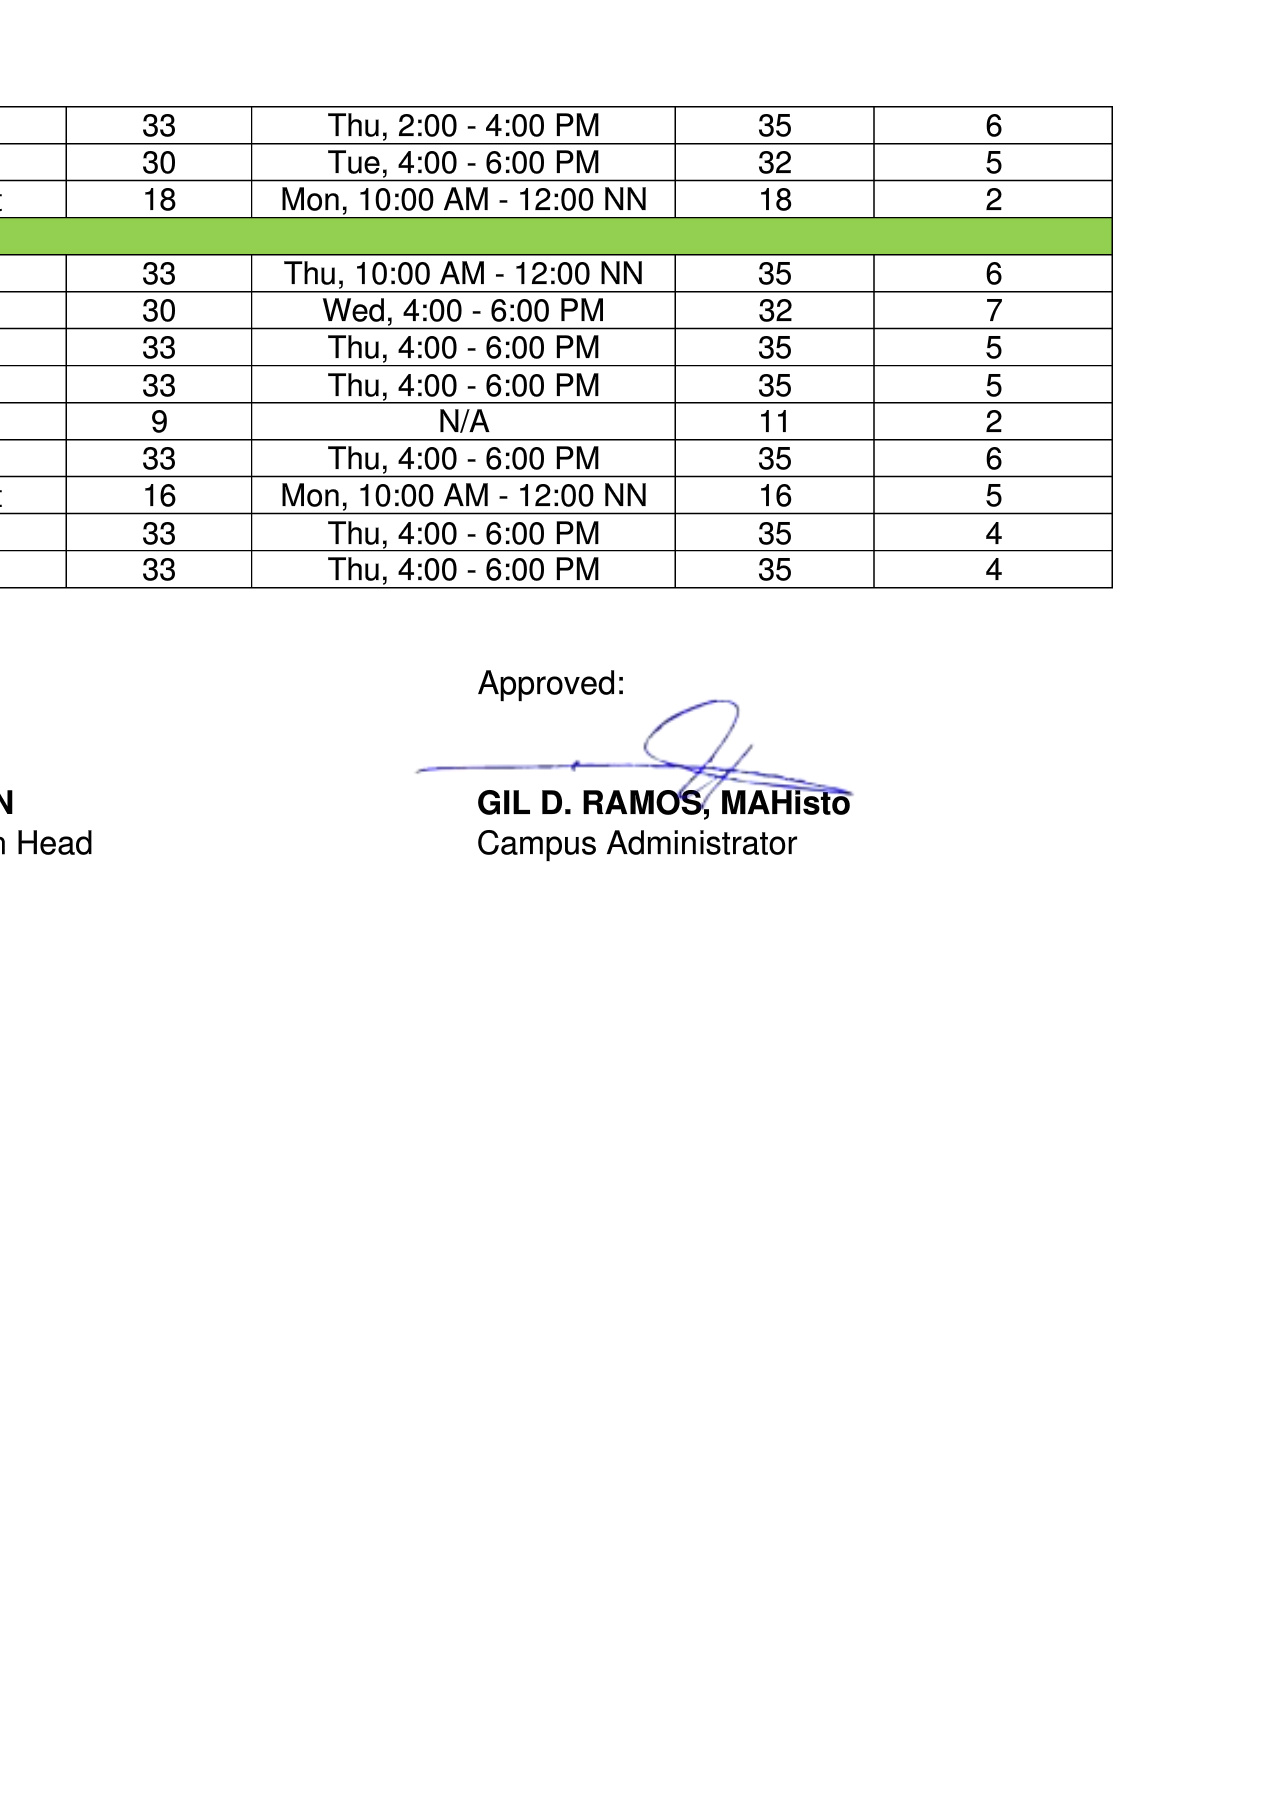 33 Thu, 2:00 - 4:00 PM 35 6
30 Tue, 4:00 - 6:00 PM 32 5
18 Mon, 10:00 AM - 12:00 NN 18 2
33 Thu, 10:00 AM - 12:00 NN 35 6
30 Wed, 4:00 - 6:00 PM 32 7
33 Thu, 4:00 - 6:00 PM 35 5
33 Thu, 4:00 - 6:00 PM 35 5
9 N/A 11 2
33 Thu, 4:00 - 6:00 PM 35 6
16 Mon, 10:00 AM - 12:00 NN 16 5
33 Thu, 4:00 - 6:00 PM 35 4
33 Thu, 4:00 - 6:00 PM 35 4
Approved:
N GIL D. RAMOS, MAHisto
Head Campus Administrator